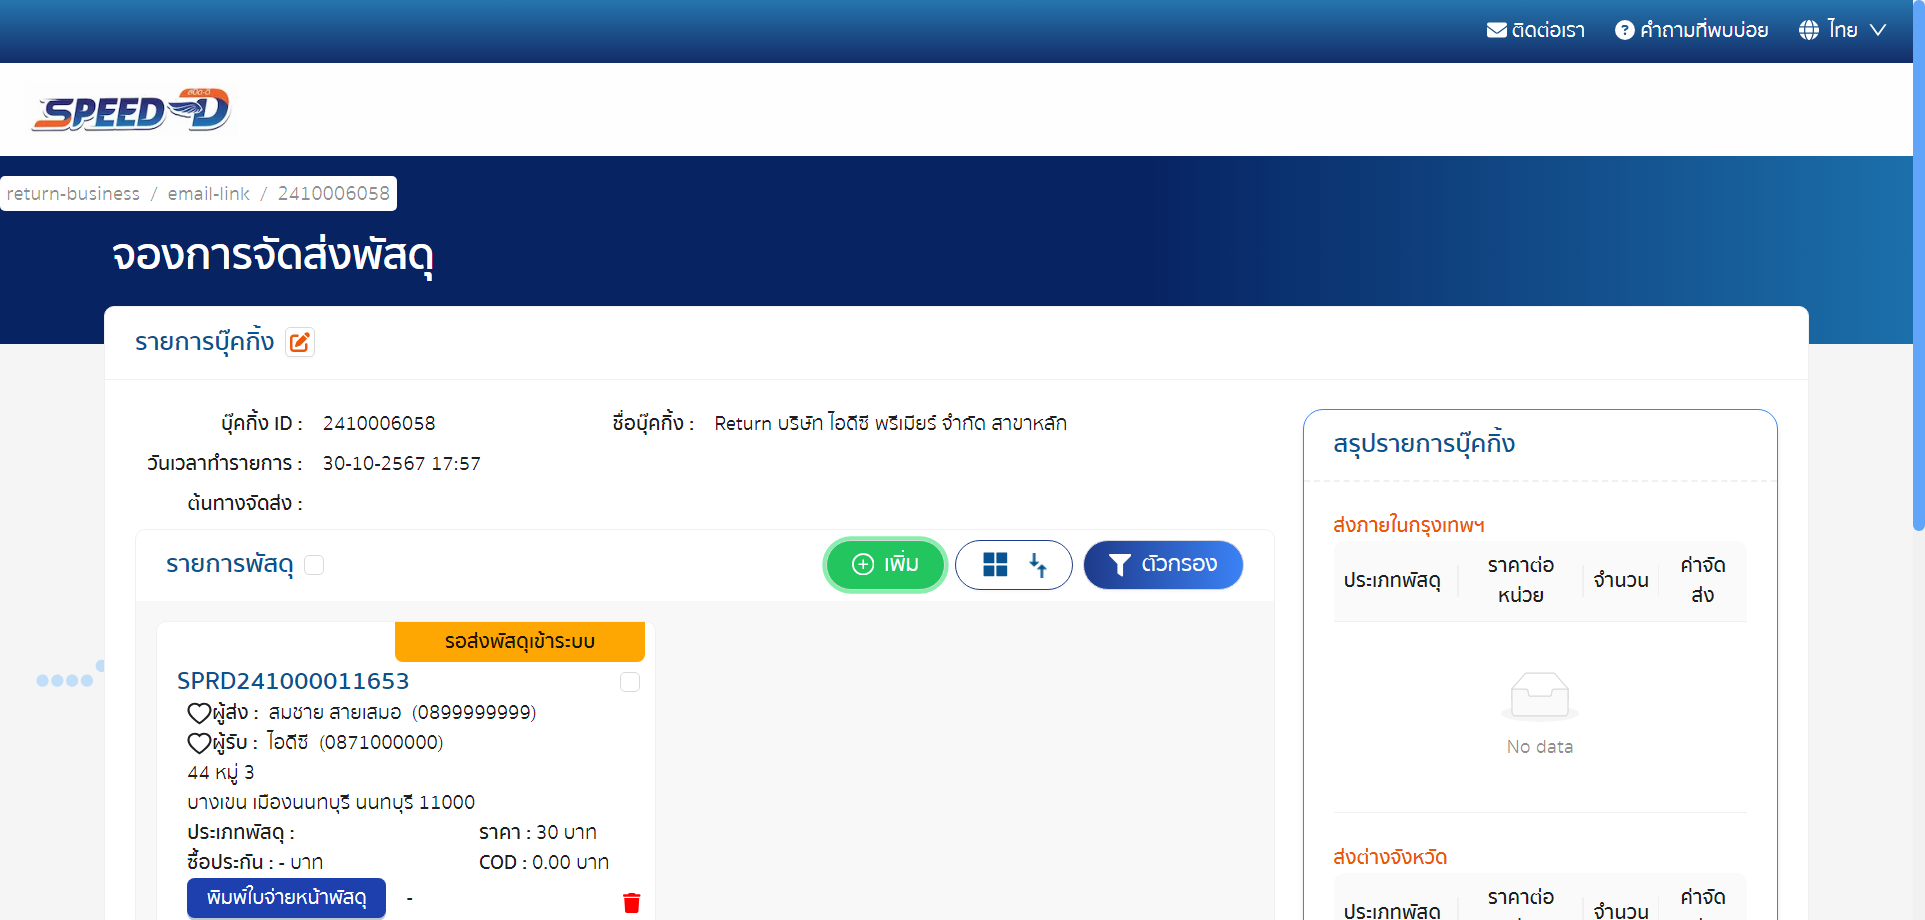 ติดต่อเรา คำถามที่พบบ่อย ไทย
สปีด-ดี
SPEED-D
return-business / email-link / 2410006058
จองการจัดส่งพัสดุ
รายการบุ๊คกิ้ง
บุ๊คกิ้ง ID : 2410006058 ชื่อบุ๊คกิ้ง : Return บริษัท ไอดีซี พรีเมียร์ จำกัด สาขาหลัก
วันเวลาทำรายการ : 30-10-2567 17:57
ต้นทางจัดส่ง :
รายการพัสดุ เพิ่ม ตัวกรอง
รอส่งพัสดุเข้าระบบ
SPRD241000011653
ผู้ส่ง : สมชาย สายเสมอ (0899999999)
ผู้รับ : ไอดีซี (0871000000)
44 หมู่ 3
บางเขน เมืองนนทบุรี นนทบุรี 11000
ประเภทพัสดุ : ราคา : 30 บาท
ซื้อประกัน : - บาท COD : 0.00 บาท
พิมพ์ใบจ่ายหน้าพัสดุ -
สรุปรายการบุ๊คกิ้ง
ส่งภายในกรุงเทพฯ
ประเภทพัสดุ ราคาต่อหน่วย จำนวน ค่าจัดส่ง
No data
ส่งต่างจังหวัด
ประเภทพัสดุ ราคาต่อ จำนวน ค่าจัด